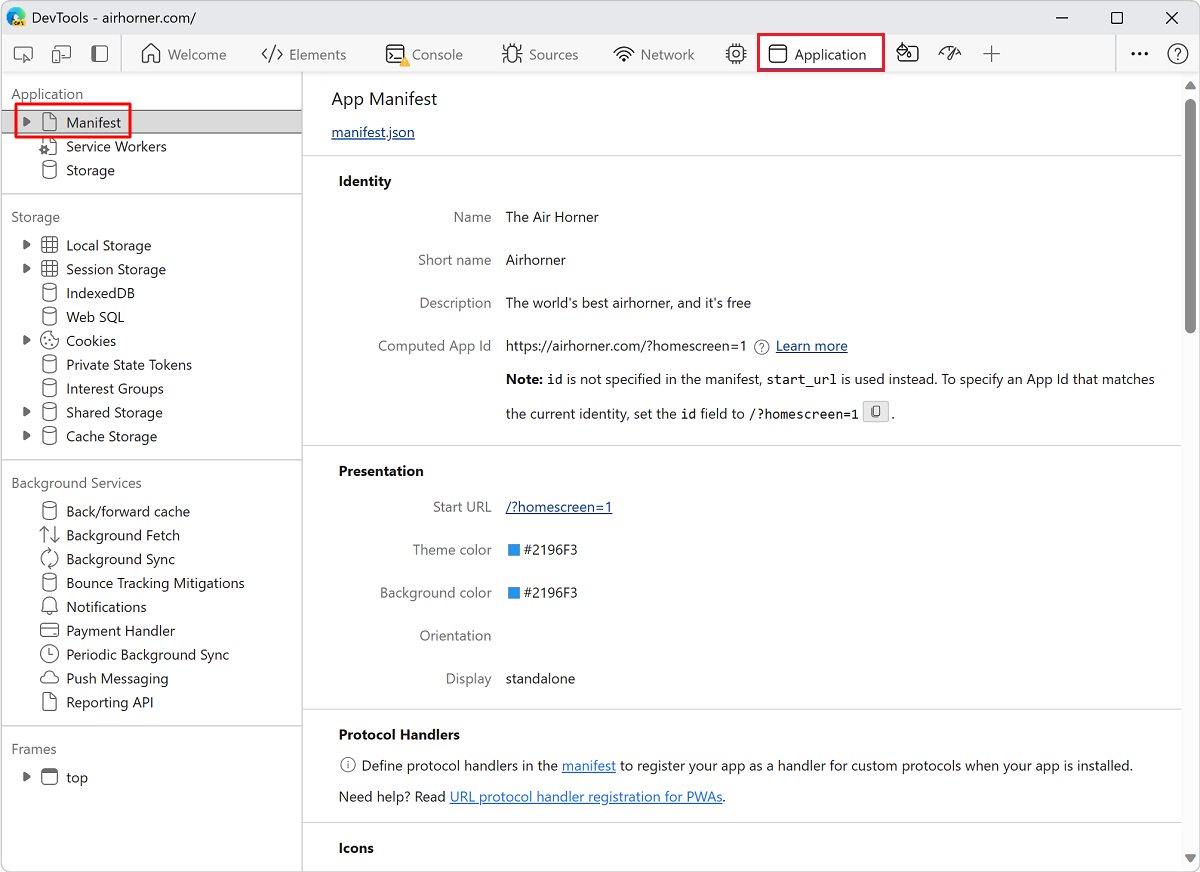 DevTools - airhorner.com/
Welcome
Elements
Console
Sources
Network
Application
Application
Manifest
Service Workers
Storage
Storage
Local Storage
Session Storage
IndexedDB
Web SQL
Cookies
Private State Tokens
Interest Groups
Shared Storage
Cache Storage
Background Services
Back/forward cache
Background Fetch
Background Sync
Bounce Tracking Mitigations
Notifications
Payment Handler
Periodic Background Sync
Push Messaging
Reporting API
Frames
top
App Manifest
manifest.json
Identity
Name The Air Horner
Short name Airhorner
Description The world's best airhorner, and it's free
Computed App Id https://airhorner.com/?homescreen=1 Learn more
Note: id is not specified in the manifest, start_url is used instead. To specify an App Id that matches
the current identity, set the id field to /?homescreen=1 .
Presentation
Start URL /?homescreen=1
Theme color #2196F3
Background color #2196F3
Orientation
Display standalone
Protocol Handlers
Define protocol handlers in the manifest to register your app as a handler for custom protocols when your app is installed.
Need help? Read URL protocol handler registration for PWAs.
Icons